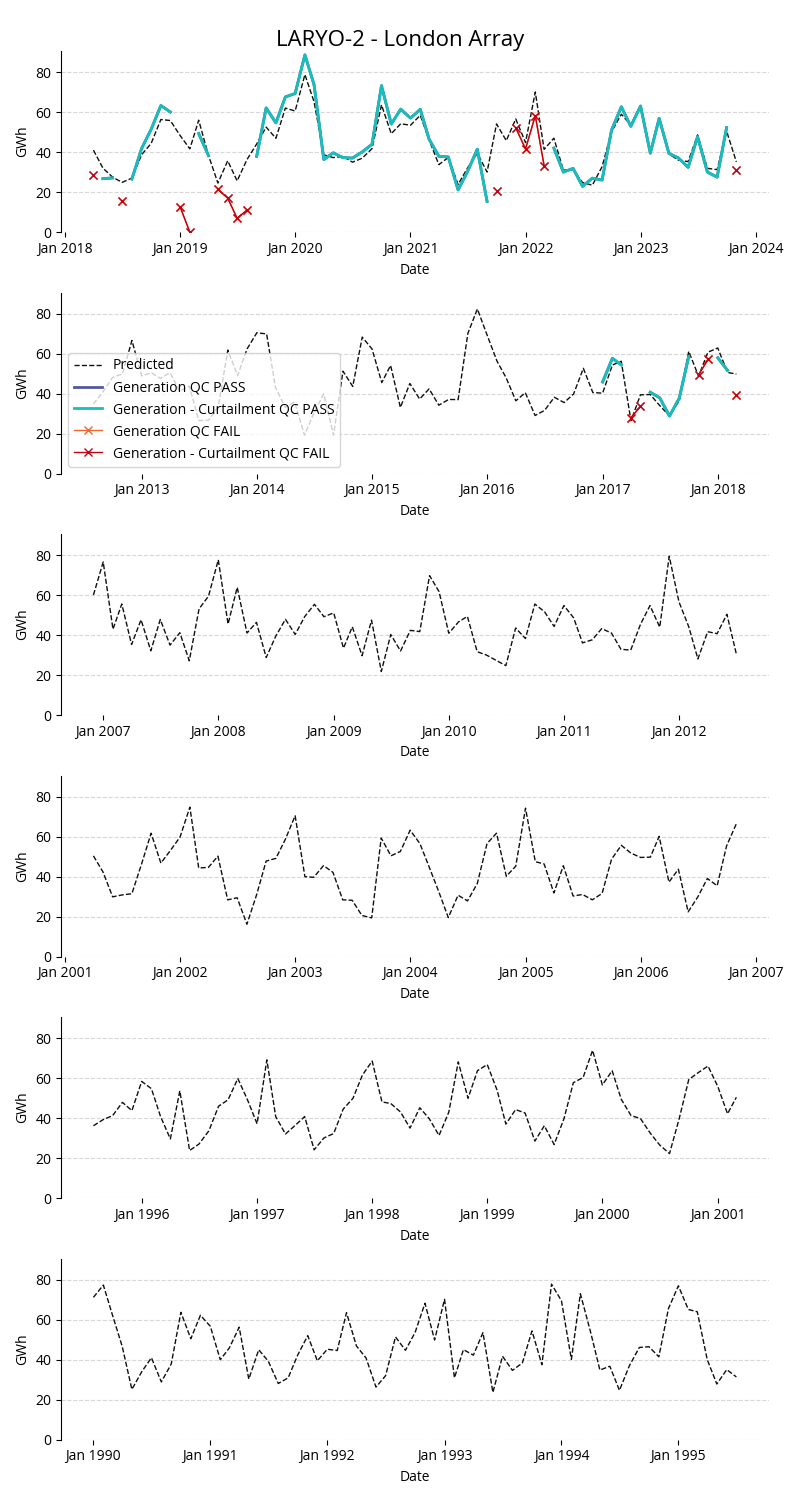 LARYO-2 - London Array
80
60
40
20
0
GWh
Jan 2018 Jan 2019 Jan 2020 Jan 2021 Jan 2022 Jan 2023 Jan 2024
Date
80
60
40
20
0
GWh
Predicted
Generation QC PASS
Generation - Curtailment QC PASS
Generation QC FAIL
Generation - Curtailment QC FAIL
Jan 2013 Jan 2014 Jan 2015 Jan 2016 Jan 2017 Jan 2018
Date
80
60
40
20
0
GWh
Jan 2007 Jan 2008 Jan 2009 Jan 2010 Jan 2011 Jan 2012
Date
80
60
40
20
0
GWh
Jan 2001 Jan 2002 Jan 2003 Jan 2004 Jan 2005 Jan 2006 Jan 2007
Date
80
60
40
20
0
GWh
Jan 1996 Jan 1997 Jan 1998 Jan 1999 Jan 2000 Jan 2001
Date
80
60
40
20
0
GWh
Jan 1990 Jan 1991 Jan 1992 Jan 1993 Jan 1994 Jan 1995
Date